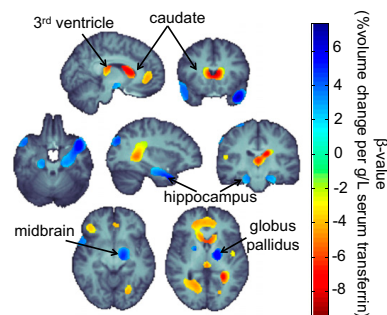 3rd ventricle
caudate
hippocampus
midbrain
globus
pallidus
6
4
2
0
-2
-4
-6
-8
β-value
(%volume change per g/L serum transferrin)